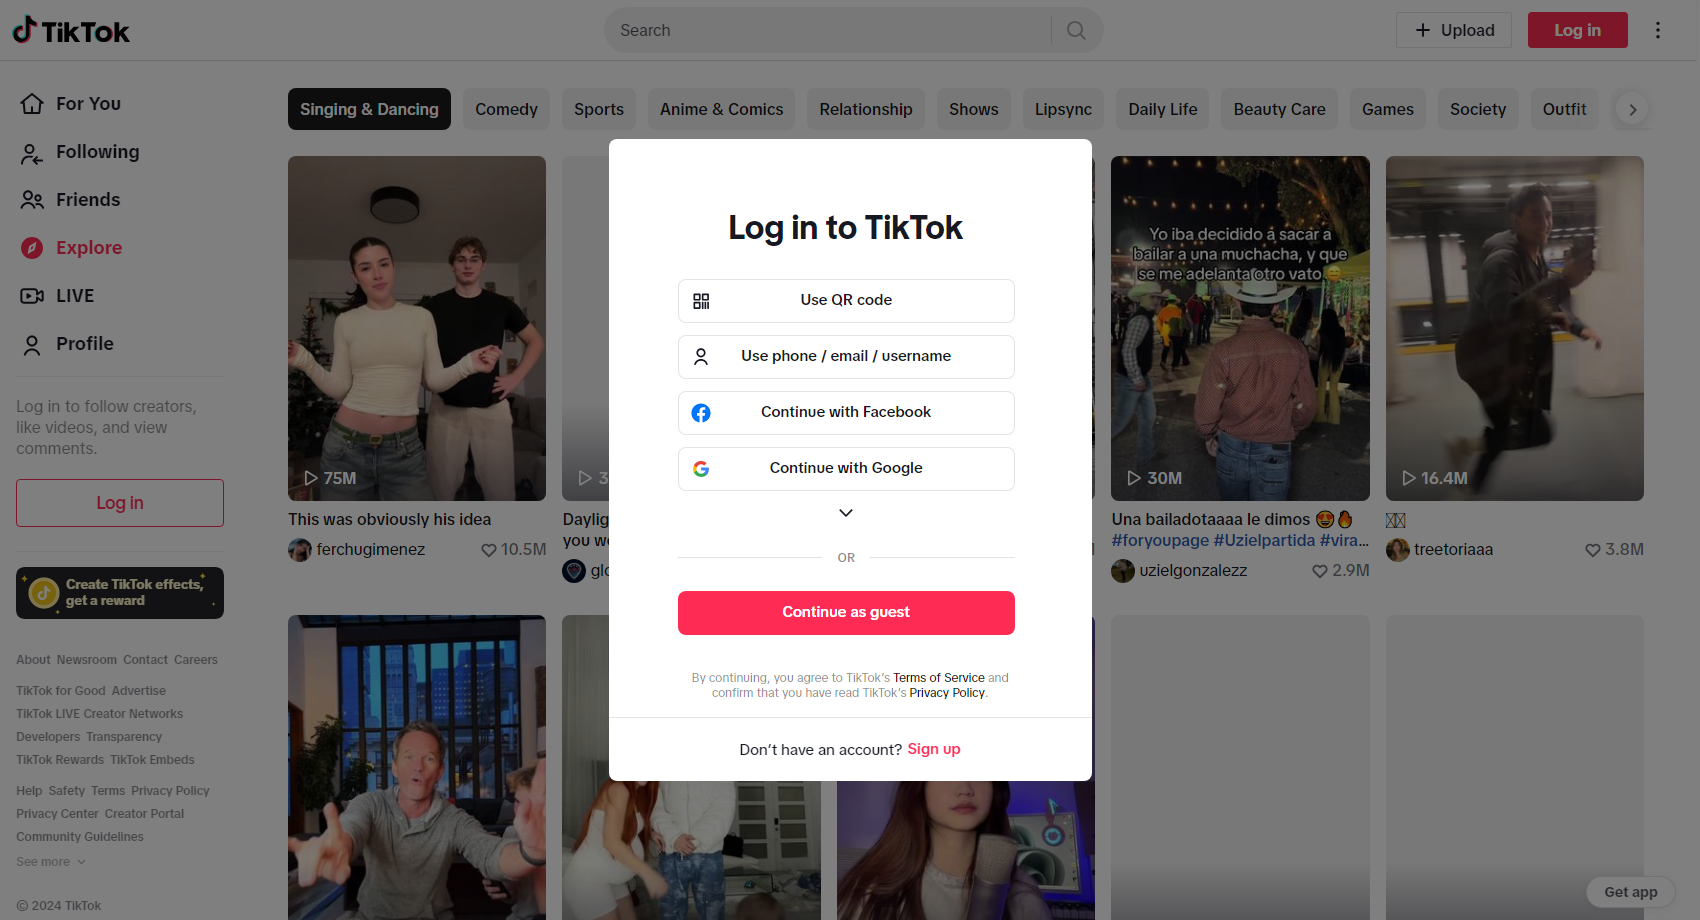 TikTok
Search
Upload
Log in
For You
Following
Friends
Explore
LIVE
Profile
Log in to follow creators,
like videos, and view
comments.
Log in
Create TikTok effects,
get a reward
About Newsroom Contact Careers
TikTok for Good Advertise
TikTok LIVE Creator Networks
Developers Transparency
TikTok Rewards TikTok Embeds
Help Safety Terms Privacy Policy
Privacy Center Creator Portal
Community Guidelines
See more
© 2024 TikTok
Singing & Dancing
Comedy
Sports
Anime & Comics
Relationship
Shows
Lipsync
Daily Life
Beauty Care
Games
Society
Outfit
75M
This was obviously his idea
ferchugimenez
10.5M
Log in to TikTok
Use QR code
Use phone / email / username
Continue with Facebook
Continue with Google
OR
Continue as guest
By continuing, you agree to TikTok's Terms of Service and
confirm that you have read TikTok's Privacy Policy.
Don't have an account? Sign up
Yo iba decidido a sacar a
bailar a una muchacha, y que
se me adelanta otro vato.😄
30M
Una bailadotaaaa le dimos 😍🔥
#foryoupage #Uzielpartida #vira...
uzielgonzalezz
2.9M
16.4M
treetoriaaa
3.8M
Get app